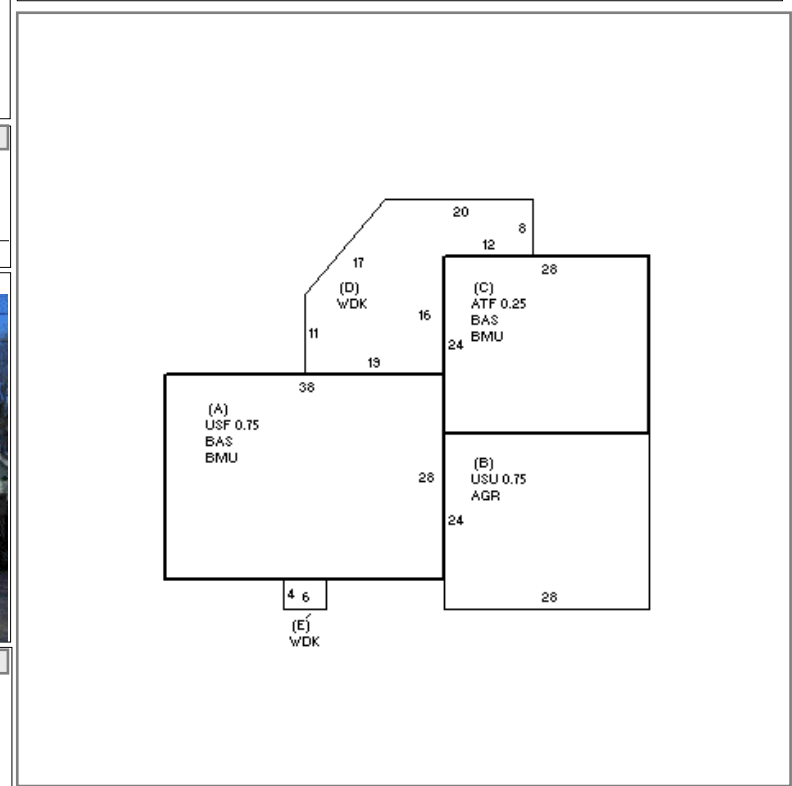 20
8
12
28
17
(D)
WDK
(C)
ATF 0.25
BAS
BMU
16
11
24
19
38
(A)
USF 0.75
BAS
BMU
28
(B)
USU 0.75
AGR
24
4 6
28
(E)
WDK